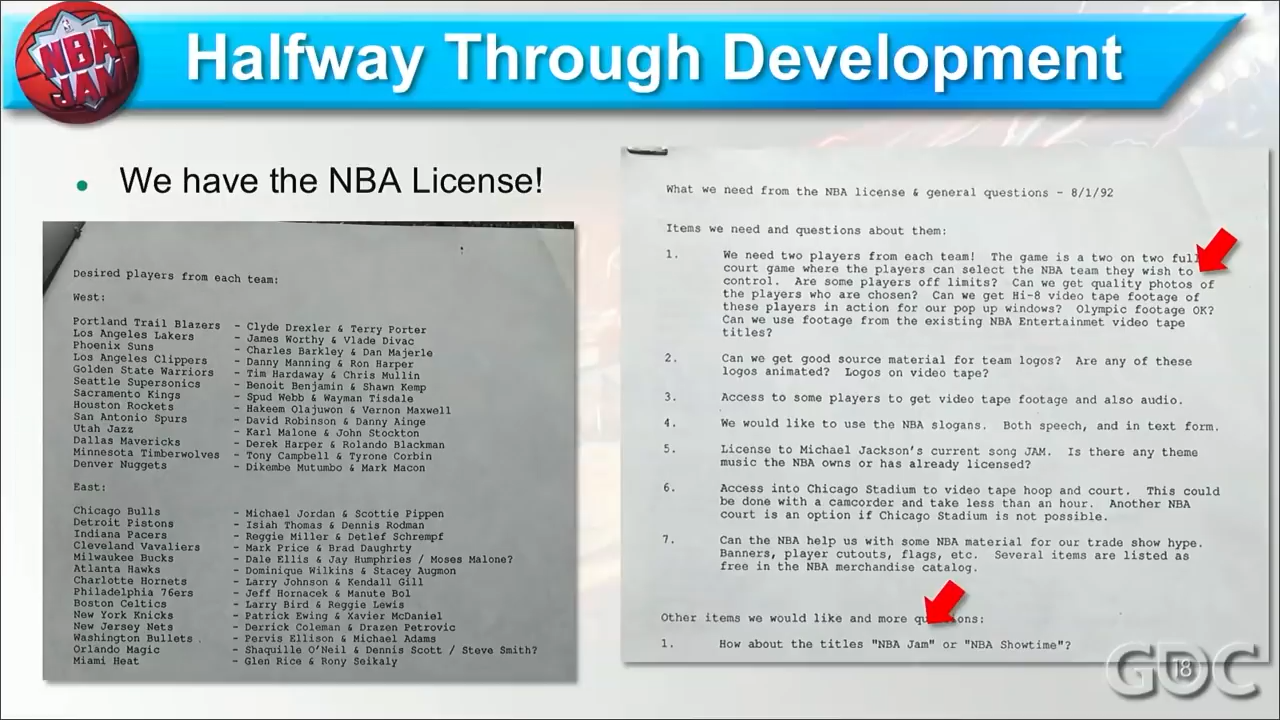 NBA
JAM
Halfway Through Development
• We have the NBA License!
Desired players from each team:
West:
Portland Trail Blazers - Clyde Drexler & Terry Porter
Los Angeles Lakers - James Worthy & Vlade Divac
Phoenix Suns - Charles Barkley & Dan Majerle
Los Angeles Clippers - Danny Manning & Ron Harper
Golden State Warriors - Tim Hardaway & Chris Mullin
Seattle Supersonics - Benoit Benjamin & Shawn Kemp
Sacramento Kings - Spud Webb & Wayman Tisdale
Houston Rockets - Hakeem Olajuwon & Vernon Maxwell
San Antonio Spurs - David Robinson & Danny Ainge
Utah Jazz - Karl Malone & John Stockton
Dallas Mavericks - Derek Harper & Rolando Blackman
Minnesota Timberwolves - Tony Campbell & Tyrone Corbin
Denver Nuggets - Dikembe Mutumbo & Mark Macon
East:
Chicago Bulls - Michael Jordan & Scottie Pippen
Detroit Pistons - Isiah Thomas & Dennis Rodman
Indiana Pacers - Reggie Miller & Detlef Schrempf
Cleveland Vavaliers - Mark Price & Brad Daughrty
Milwaukee Bucks - Dale Ellis & Jay Humphries / Moses Malone?
Atlanta Hawks - Dominique Wilkins & Stacey Augmon
Charlotte Hornets - Larry Johnson & Kendall Gill
Philadelphia 76ers - Jeff Hornacek & Manute Bol
Boston Celtics - Larry Bird & Reggie Lewis
New York Knicks - Patrick Ewing & Xavier McDaniel
New Jersey Nets - Derrick Coleman & Drazen Petrovic
Washington Bullets - Pervis Ellison & Michael Adams
Orlando Magic - Shaquille O'Neil & Dennis Scott / Steve Smith?
Miami Heat - Glen Rice & Rony Seikaly
What we need from the NBA license & general questions - 8/1/92
Items we need and questions about them:
1. We need two players from each team! The game is a two on two full
court game where the players can select the NBA team they wish to
control. Are some players off limits? Can we get quality photos of
the players who are chosen? Can we get Hi-8 video tape footage of
these players in action for our pop up windows? Olympic footage OK?
Can we use footage from the existing NBA Entertainmet video tape
titles?
2. Can we get good source material for team logos? Are any of these
logos animated? Logos on video tape?
3. Access to some players to get video tape footage and also audio.
4. We would like to use the NBA slogans. Both speech, and in text form.
5. License to Michael Jackson's current song JAM. Is there any theme
music the NBA owns or has already licensed?
6. Access into Chicago Stadium to video tape hoop and court. This could
be done with a camcorder and take less than an hour. Another NBA
court is an option if Chicago Stadium is not possible.
7. Can the NBA help us with some NBA material for our trade show hype.
Banners, player cutouts, flags, etc. Several items are listed as
free in the NBA merchandise catalog.
Other items we would like and more questions:
1. How about the titles "NBA Jam" or "NBA Showtime"?
GDC
18